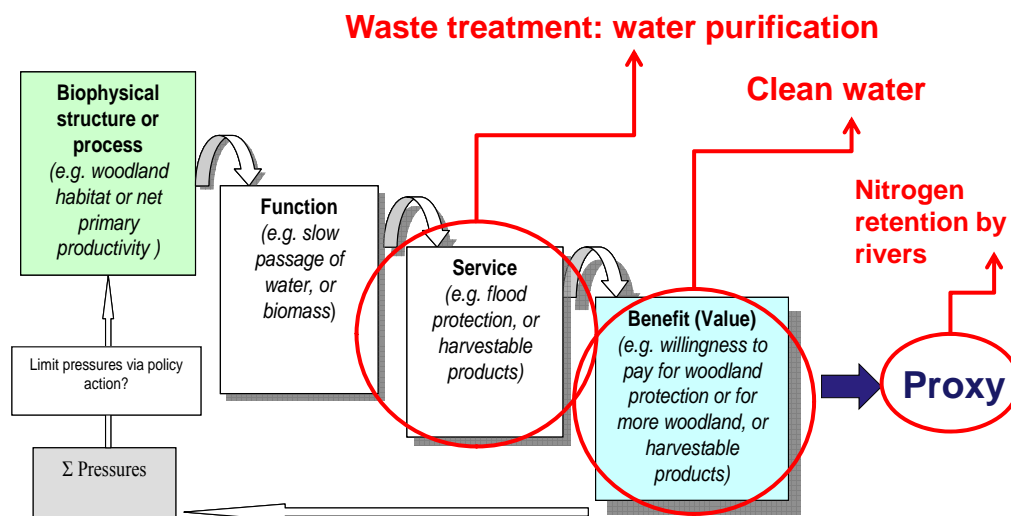 Waste treatment: water purification
Clean water
Nitrogen
retention by
rivers
Biophysical
structure or
process
(e.g. woodland
habitat or net
primary
productivity )
Function
(e.g. slow
passage of
water, or
biomass)
Service
(e.g. flood
protection, or
harvestable
products)
Benefit (Value)
(e.g. willingness to
pay for woodland
protection or for
more woodland, or
harvestable
products)
Proxy
Limit pressures via policy
action?
Σ Pressures